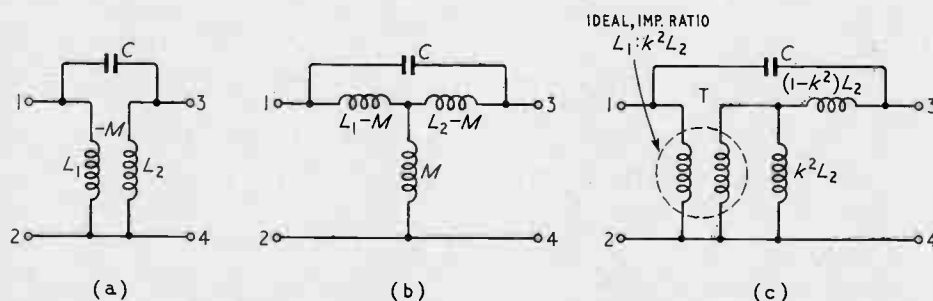 C
1
3
-M
L₁
L₂
2
4
(a)
C
1
3
L₁-M
L₂-M
M
2
4
(b)
IDEAL, IMP. RATIO
L₁:k²L₂
C
(1-k²)L₂
1
T
3
k²L₂
2
4
(c)